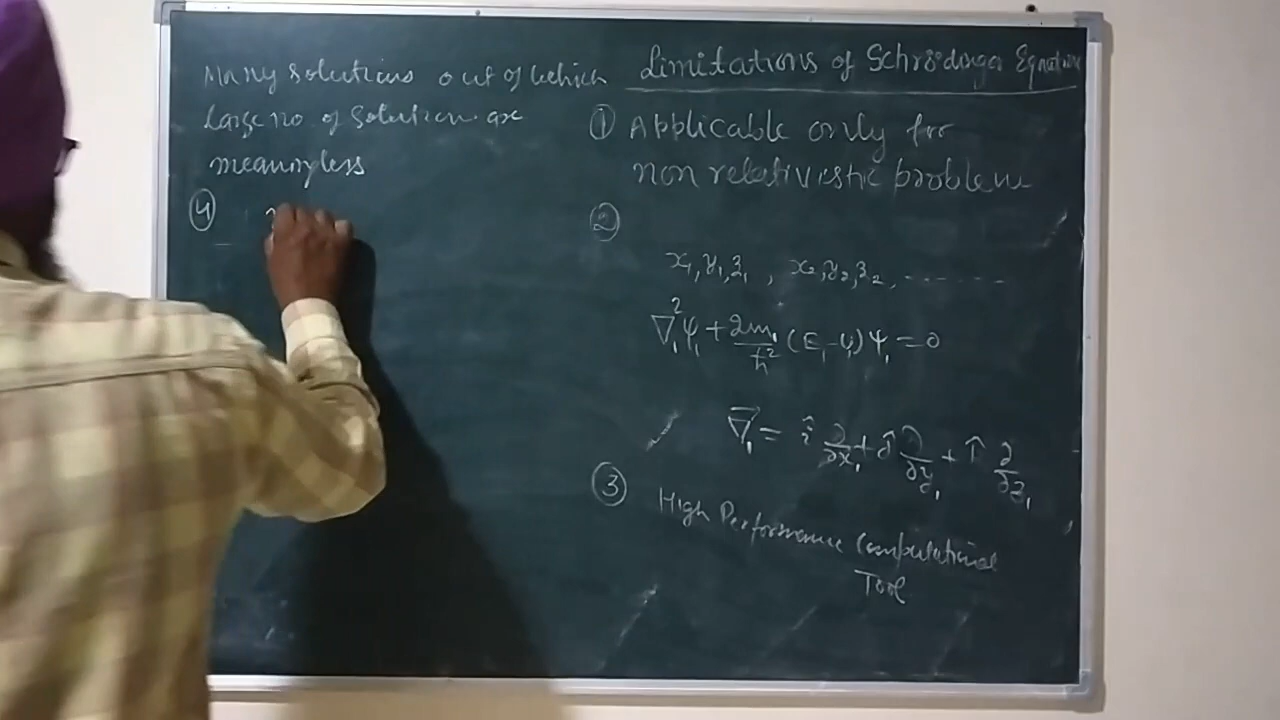 Limitations of Schrödinger Equation
① Applicable only for
non relativistic problem
②
x₁, y₁, z₁ , x₂, y₂, z₂, - - - - - -
∇₁²ψ₁ + 2m₁/ħ² (E₁-U₁)ψ₁ = 0
∇⃗₁ = î ∂/∂x₁ + ĵ ∂/∂y₁ + ∂/∂z₁
③ High Performance Computational
Tool
Many solutions out of which
large no. of solution are
meaningless
④